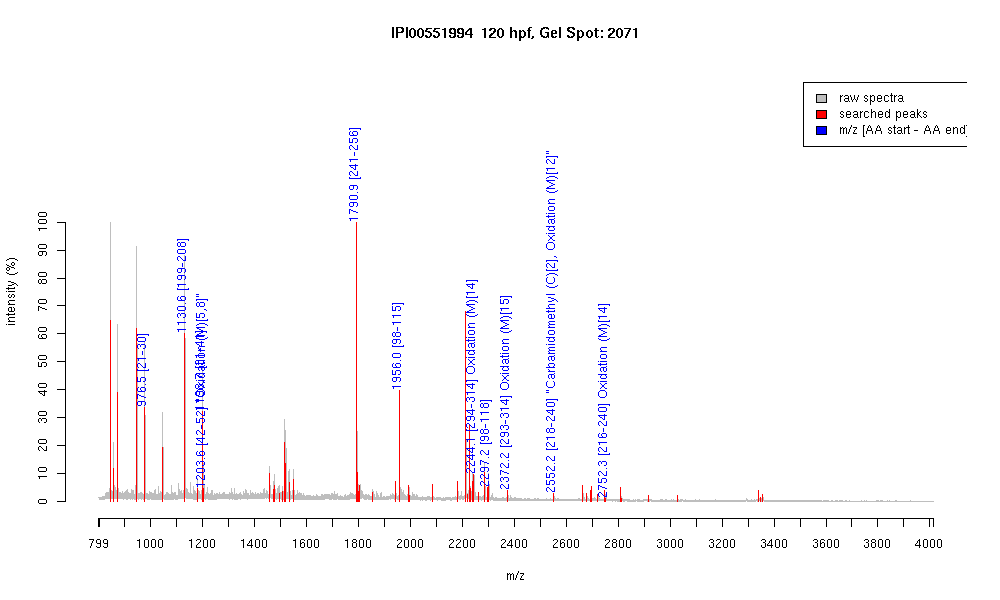 IPI00551994 120 hpf, Gel Spot: 2071
raw spectra
searched peaks
m/z [AA start - AA end]
intensity (%)
0 10 20 30 40 50 60 70 80 90 100
976.5 [21-30]
1130.6 [199-208]
1203.6 [42-52]
Oxidation (M)[5,8]"
1790.9 [241-256]
1956.0 [98-115]
2244.1 [294-314] Oxidation (M)[14]
2297.2 [98-118]
2372.2 [293-314] Oxidation (M)[15]
2552.2 [218-240] "Carbamidomethyl (C)[2], Oxidation (M)[12]"
2752.3 [216-240] Oxidation (M)[14]
799 1000 1200 1400 1600 1800 2000 2200 2400 2600 2800 3000 3200 3400 3600 3800 4000
m/z